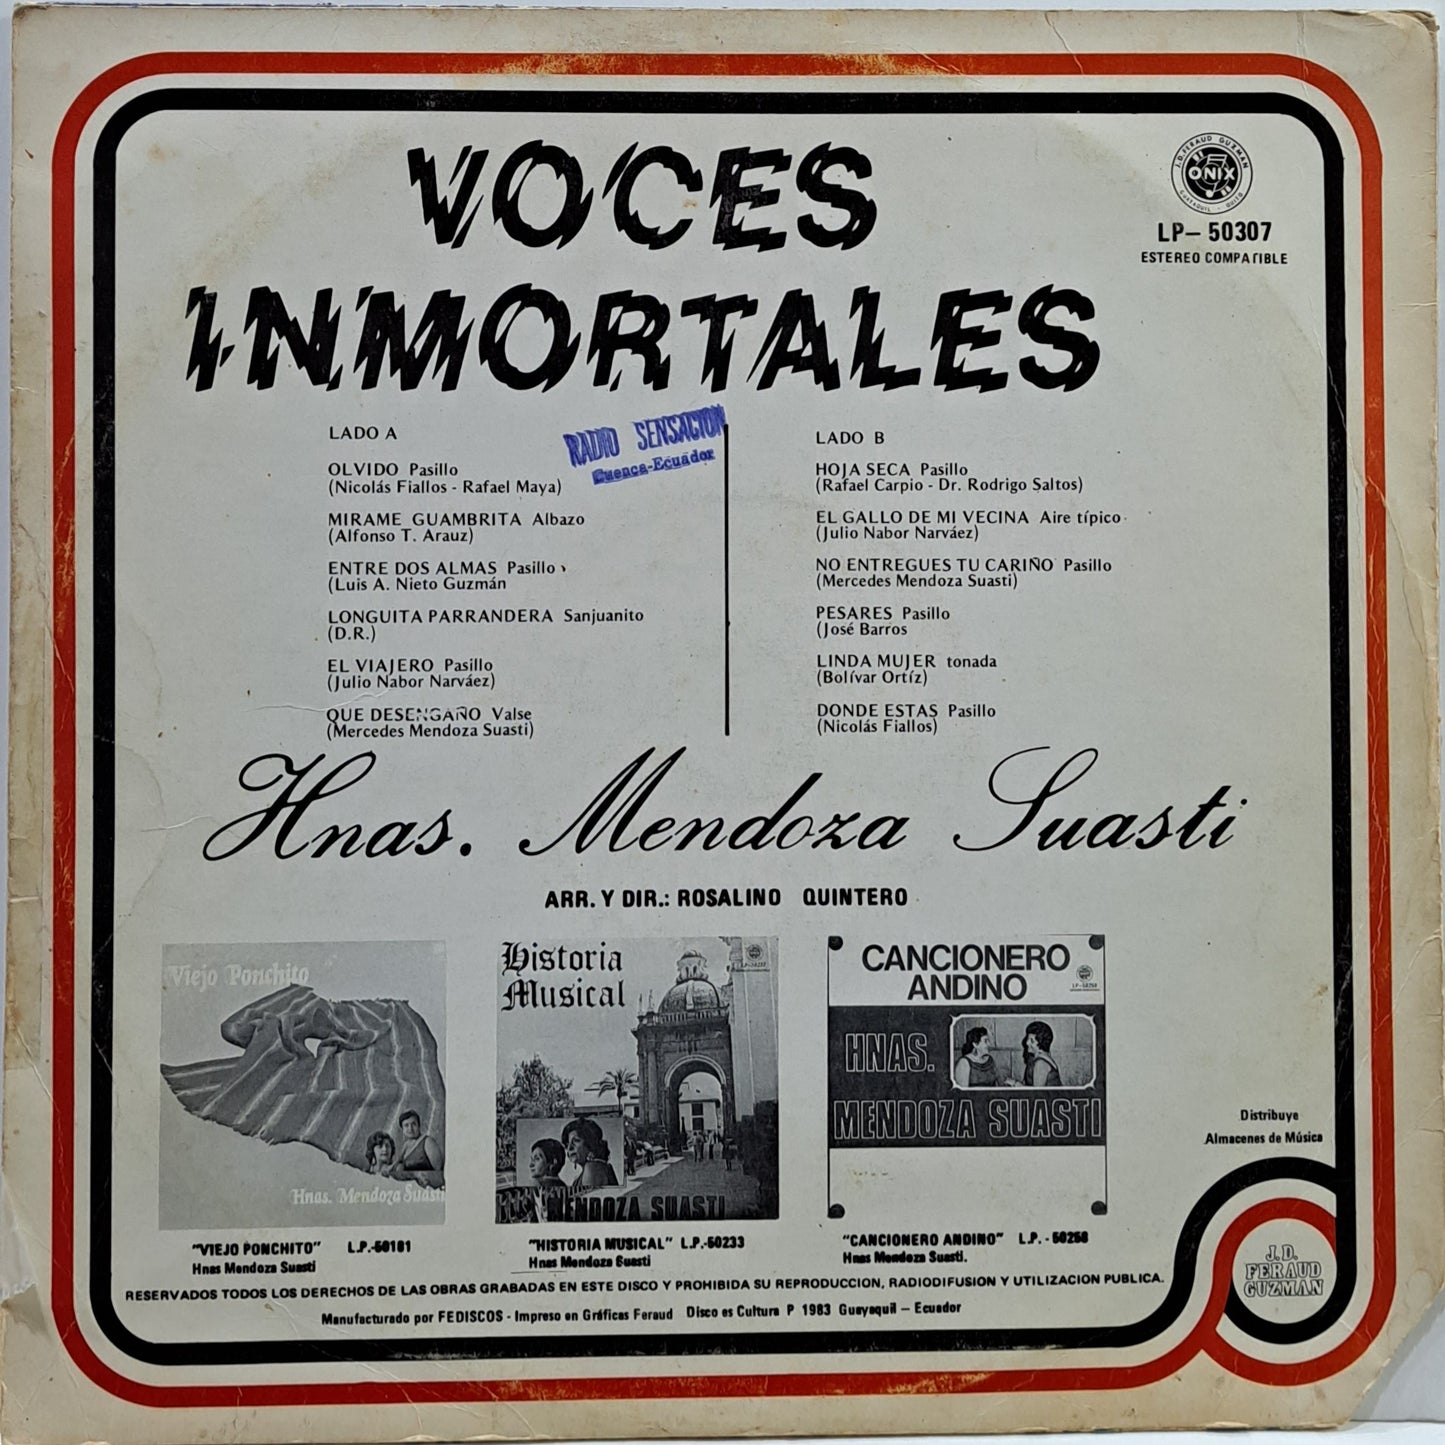 VOCES
INMORTALES
J.D. FERAUD GUZMAN
ONIX
GUAYAQUIL - QUITO
LP– 50307
ESTEREO COMPATIBLE
RADIO SENSACION
Cuenca-Ecuador
LADO A
OLVIDO Pasillo
(Nicolás Fiallos - Rafael Maya)
MIRAME GUAMBRITA Albazo
(Alfonso T. Arauz)
ENTRE DOS ALMAS Pasillo
(Luis A. Nieto Guzmán
LONGUITA PARRANDERA Sanjuanito
(D.R.)
EL VIAJERO Pasillo
(Julio Nabor Narváez)
QUE DESENGAÑO Valse
(Mercedes Mendoza Suasti)
LADO B
HOJA SECA Pasillo
(Rafael Carpio - Dr. Rodrigo Saltos)
EL GALLO DE MI VECINA Aire típico
(Julio Nabor Narváez)
NO ENTREGUES TU CARIÑO Pasillo
(Mercedes Mendoza Suasti)
PESARES Pasillo
(José Barros
LINDA MUJER tonada
(Bolívar Ortíz)
DONDE ESTAS Pasillo
(Nicolás Fiallos)
Hnas. Mendoza Suasti
ARR. Y DIR.: ROSALINO QUINTERO
Viejo Ponchito
Hnas. Mendoza Suasti
"VIEJO PONCHITO" L.P.-50181
Hnas Mendoza Suasti
Historia
Musical
HNAS MENDOZA SUASTI
"HISTORIA MUSICAL" L.P.-50233
Hnas Mendoza Suasti
CANCIONERO
ANDINO
HNAS.
MENDOZA SUASTI
"CANCIONERO ANDINO" L.P. - 50258
Hnas Mendoza Suasti.
Distribuye
Almacenes de Música
J.D.
FERAUD
GUZMAN
RESERVADOS TODOS LOS DERECHOS DE LAS OBRAS GRABADAS EN ESTE DISCO Y PROHIBIDA SU REPRODUCCION, RADIODIFUSION Y UTILIZACION PUBLICA.
Manufacturado por FEDISCOS - Impreso en Gráficas Feraud Disco es Cultura P 1983 Guayaquil – Ecuador